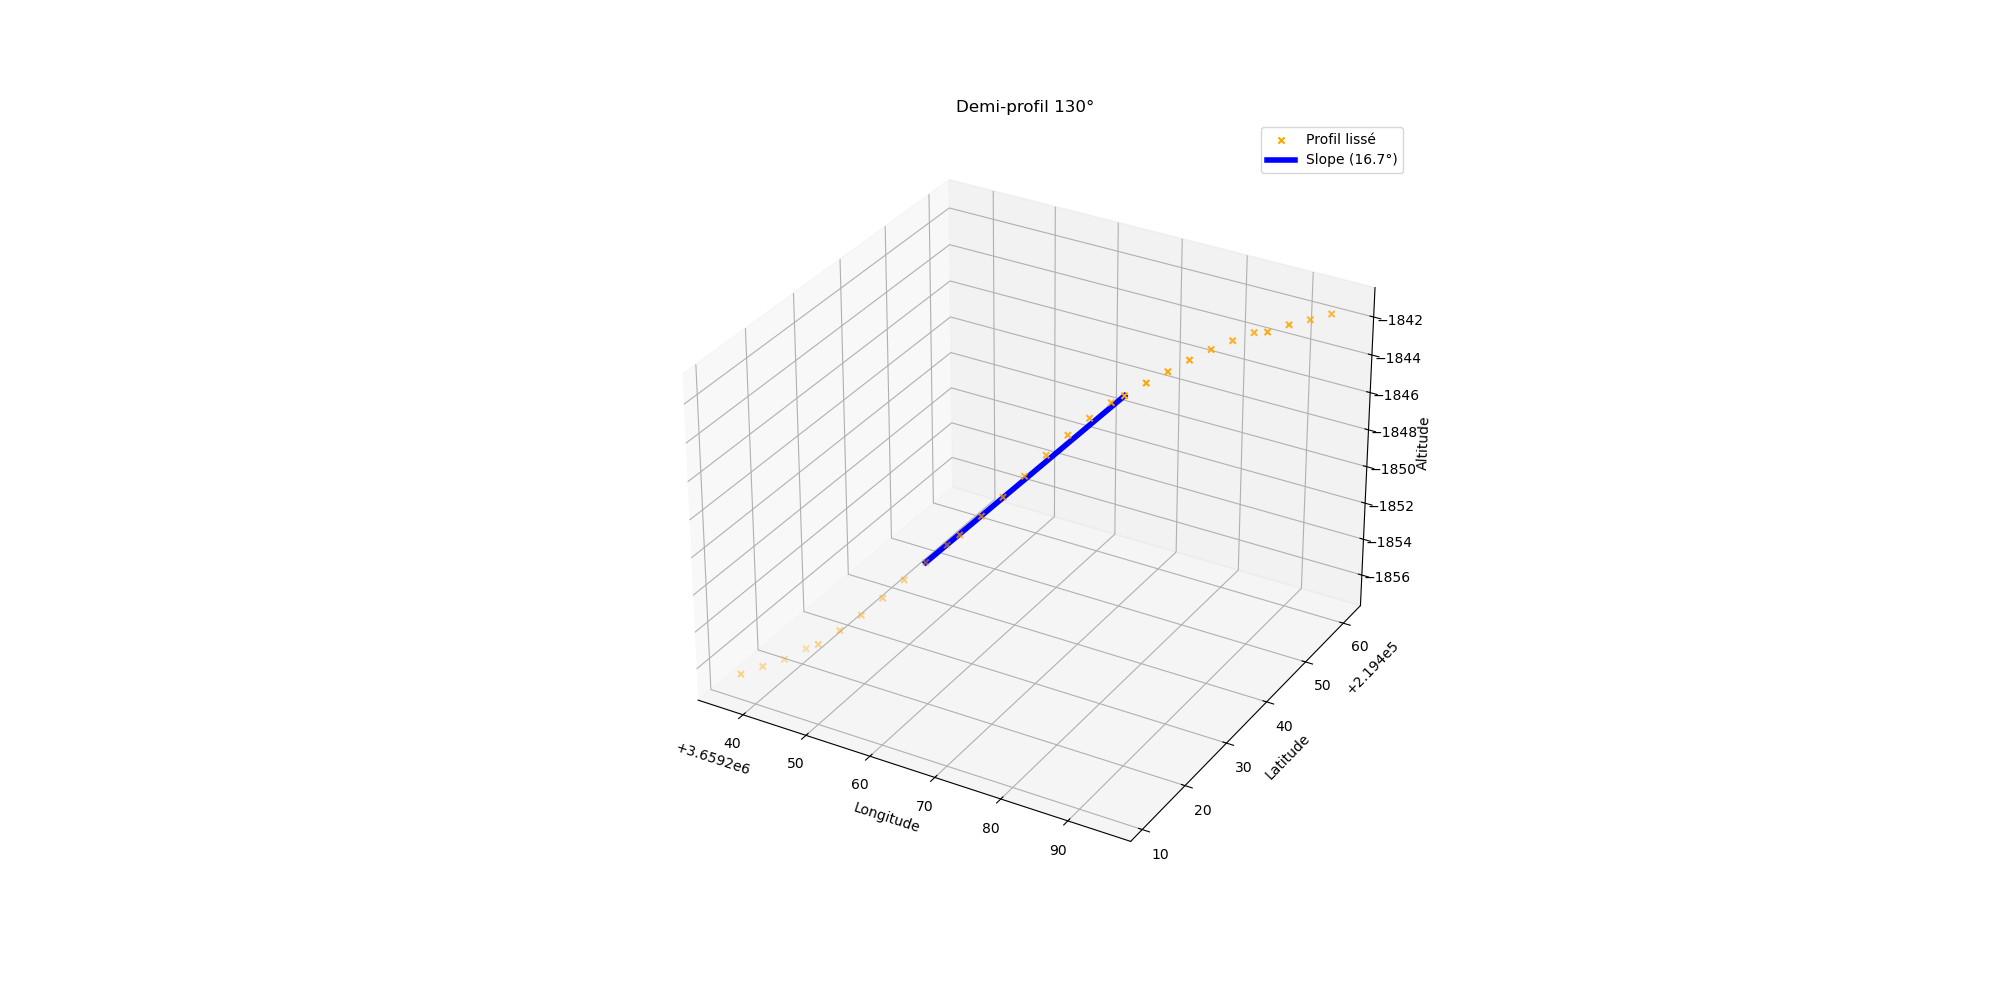 Demi-profil 130°
Profil lissé
Slope (16.7°)
−1842
−1844
−1846
−1848
−1850
−1852
−1854
−1856
Altitude
60
50
40
30
20
10
+2.194e5
Latitude
40
50
60
70
80
90
+3.6592e6
Longitude